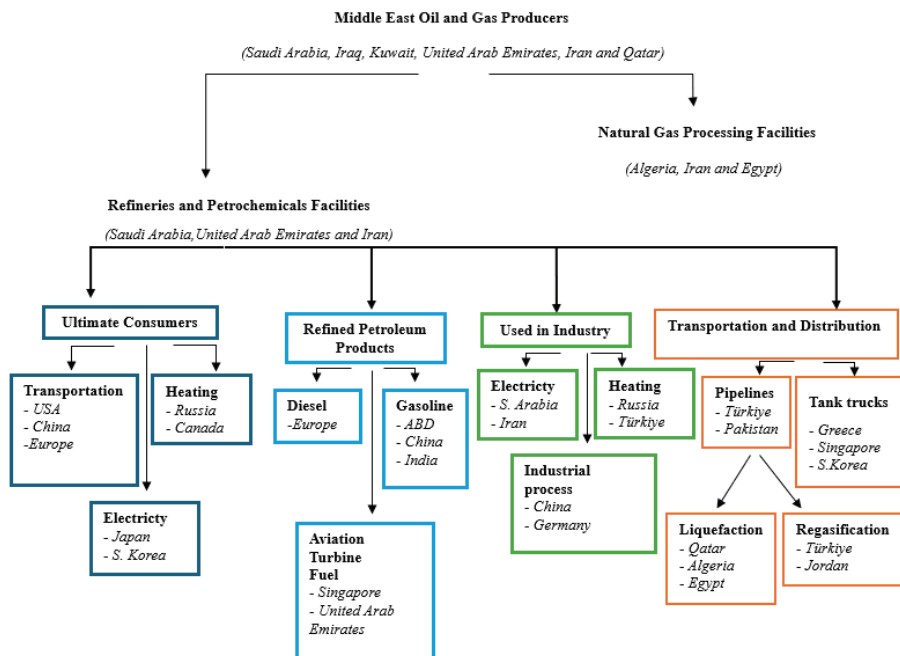 Middle East Oil and Gas Producers
(Saudi Arabia, Iraq, Kuwait, United Arab Emirates, Iran and Qatar)
Natural Gas Processing Facilities
(Algeria, Iran and Egypt)
Refineries and Petrochemicals Facilities
(Saudi Arabia,United Arab Emirates and Iran)
Ultimate Consumers
Transportation
- USA
- China
-Europe
Heating
- Russia
- Canada
Electricty
- Japan
- S. Korea
Refined Petroleum
Products
Diesel
-Europe
Gasoline
- ABD
- China
- India
Aviation
Turbine
Fuel
- Singapore
- United Arab
Emirates
Used in Industry
Electricty
- S. Arabia
- Iran
Heating
- Russia
- Türkiye
Industrial
process
- China
- Germany
Transportation and Distribution
Pipelines
- Türkiye
- Pakistan
Tank trucks
- Greece
- Singapore
- S.Korea
Liquefaction
- Qatar
- Algeria
- Egypt
Regasification
- Türkiye
- Jordan